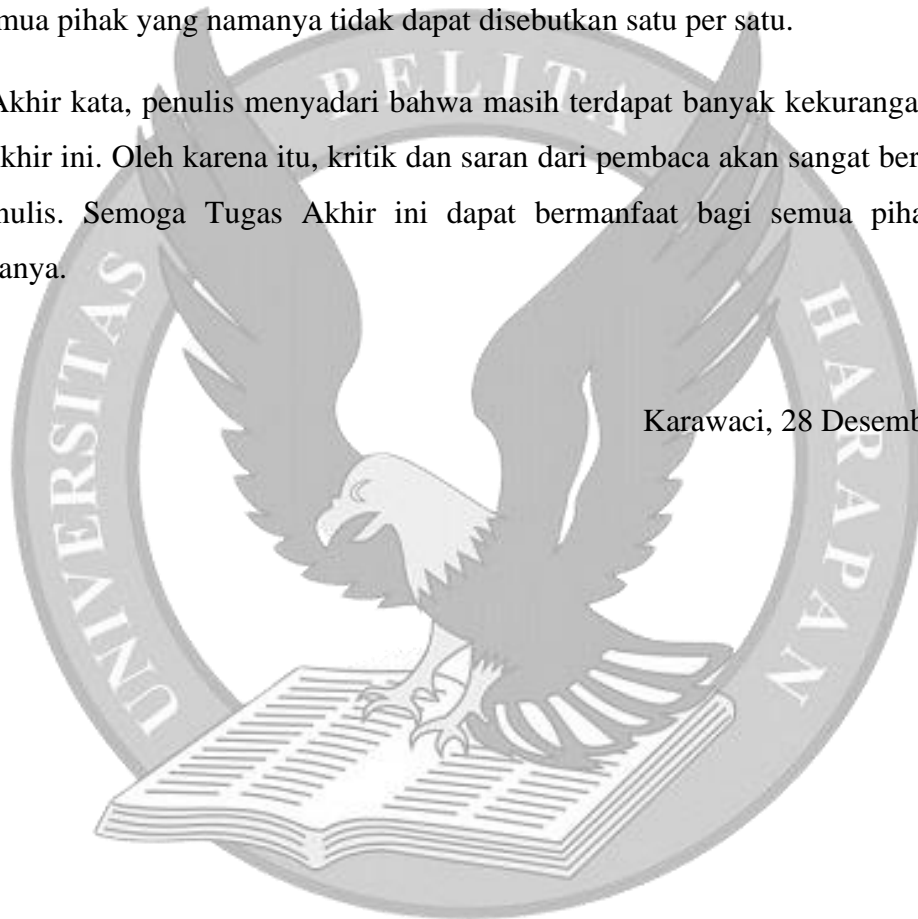 mua pihak yang namanya tidak dapat disebutkan satu per satu.
Akhir kata, penulis menyadari bahwa masih terdapat banyak kekuranga
khir ini. Oleh karena itu, kritik dan saran dari pembaca akan sangat ber
nulis. Semoga Tugas Akhir ini dapat bermanfaat bagi semua piha
anya.
Karawaci, 28 Desemb
UNIVERSITAS PELITA HARAPAN